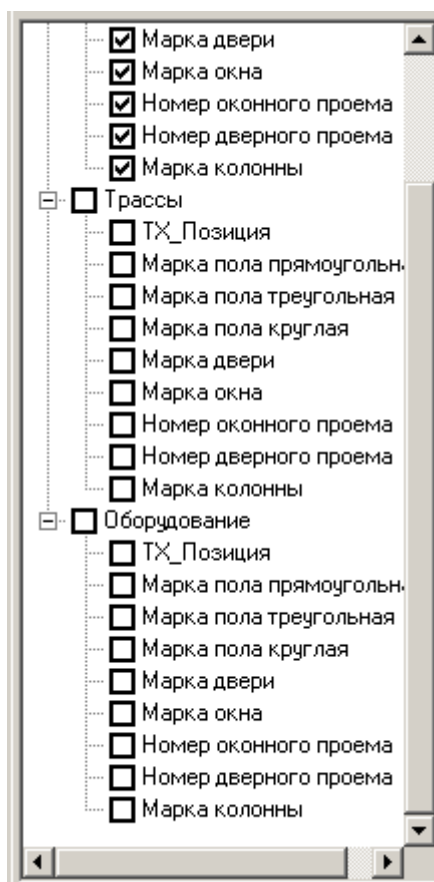 Марка двери
Марка окна
Номер оконного проема
Номер дверного проема
Марка колонны
Трассы
ТХ_Позиция
Марка пола прямоугольн
Марка пола треугольная
Марка пола круглая
Марка двери
Марка окна
Номер оконного проема
Номер дверного проема
Марка колонны
Оборудование
ТХ_Позиция
Марка пола прямоугольн
Марка пола треугольная
Марка пола круглая
Марка двери
Марка окна
Номер оконного проема
Номер дверного проема
Марка колонны